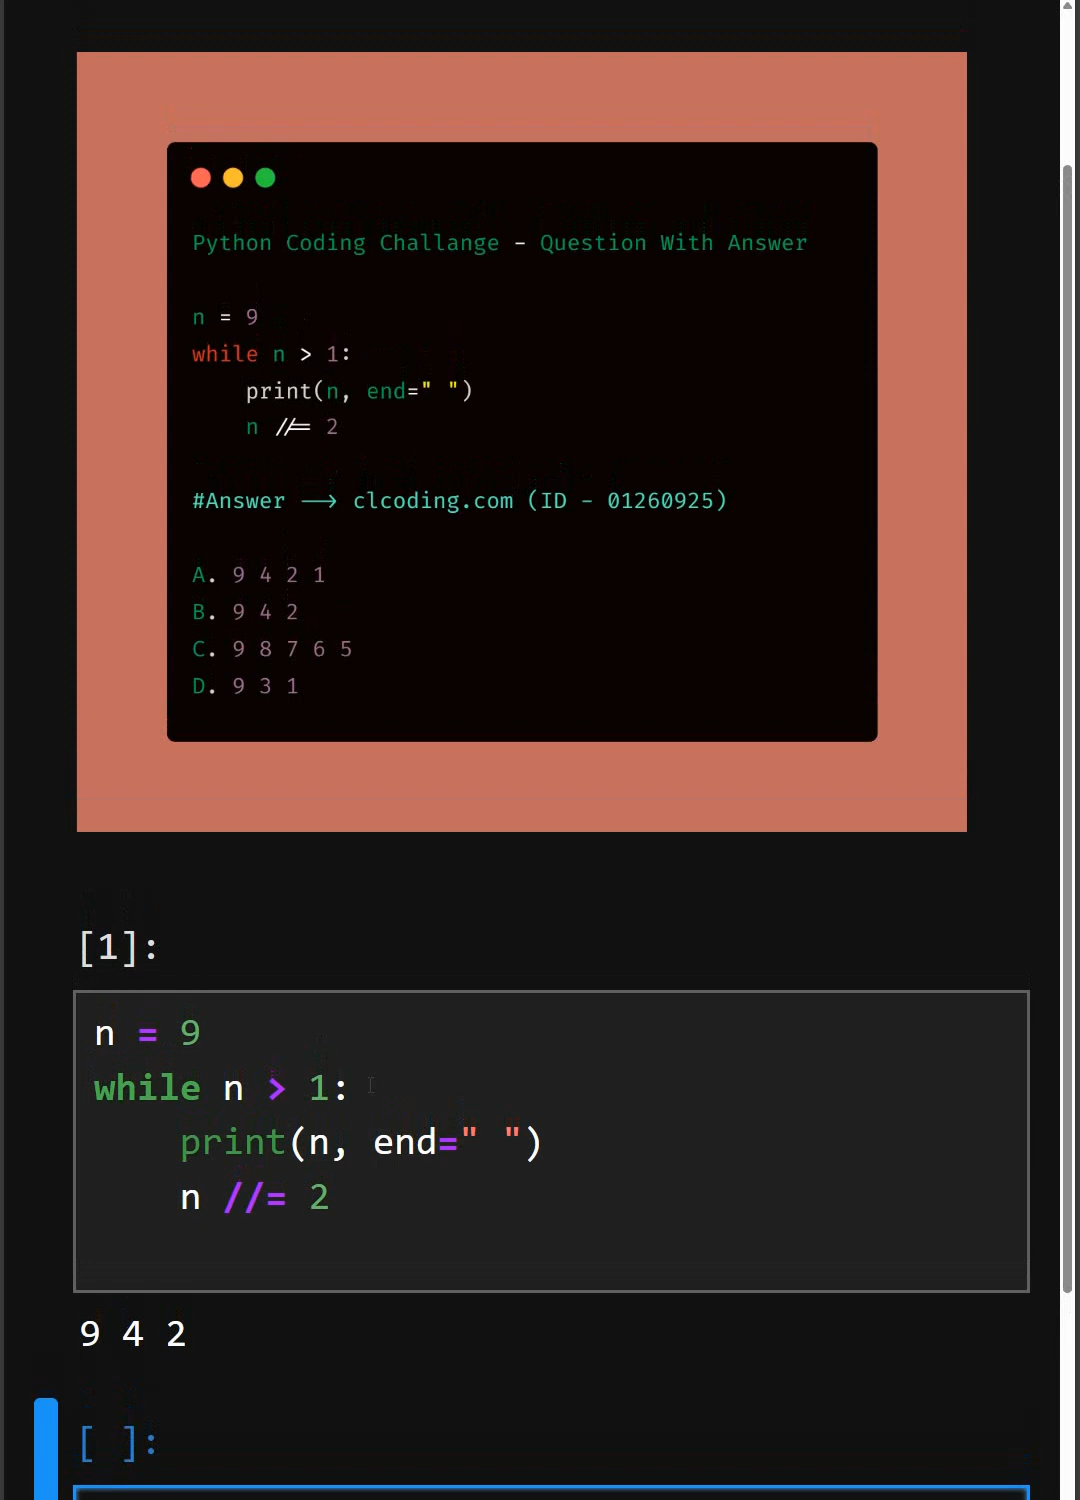 Python Coding Challange - Question With Answer
n = 9
while n > 1:
    print(n, end=" ")
    n //= 2
#Answer --> clcoding.com (ID - 01260925)
A. 9 4 2 1
B. 9 4 2
C. 9 8 7 6 5
D. 9 3 1
[1]:
n = 9
while n > 1:
    print(n, end=" ")
    n //= 2
9 4 2
[ ]: